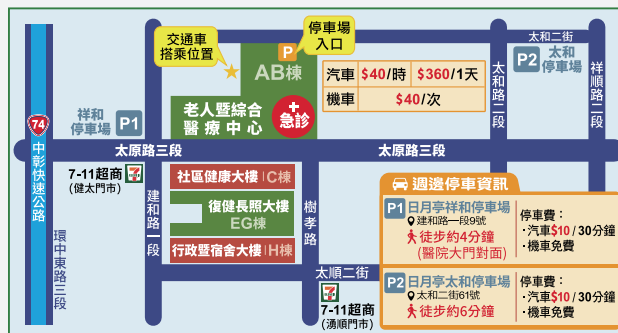 交通車
搭乘位置
停車場
入口
P
AB棟
老人暨綜合
醫療中心
急診
汽車 $40/時 $360/1天
機車 $40/次
太和二街
P2 太和
停車場
太和路二段
祥順路二段
74
中彰快速公路
祥和
停車場 P1
太原路三段
太原路三段
7-11超商
(健太門市)
7-ELEVEN
環中東路三段
建和路一段
社區健康大樓|C棟
復健長照大樓
EG棟
行政暨宿舍大樓|H棟
樹孝路
太順二街
7-ELEVEN
7-11超商
(湧順門市)
週邊停車資訊
P1 日月亭祥和停車場
建和路一段9號
徒步約4分鐘
(醫院大門對面)
停車費：
·汽車$10/30分鐘
·機車免費
P2 日月亭太和停車場
太和二街61號
徒步約6分鐘
停車費：
·汽車$10/30分鐘
·機車免費